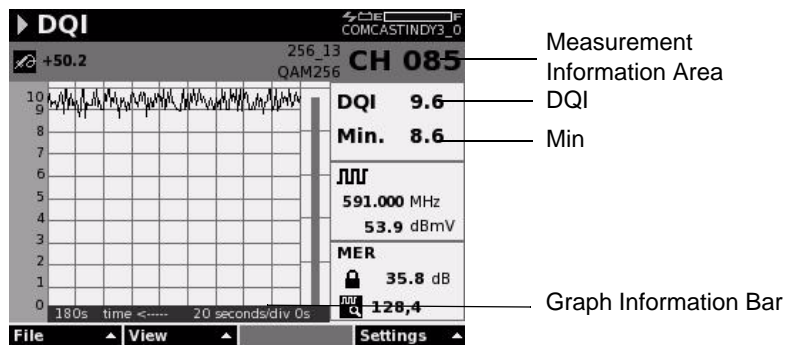 DQI
E F
COMCASTINDY3_0
+50.2
256_13
QAM256
CH 085
Measurement
Information Area
DQI 9.6
DQI
Min. 8.6
Min
591.000 MHz
53.9 dBmV
MER
35.8 dB
128,4
10
9
8
7
6
5
4
3
2
1
0
180s time <----- 20 seconds/div 0s
Graph Information Bar
File View Settings